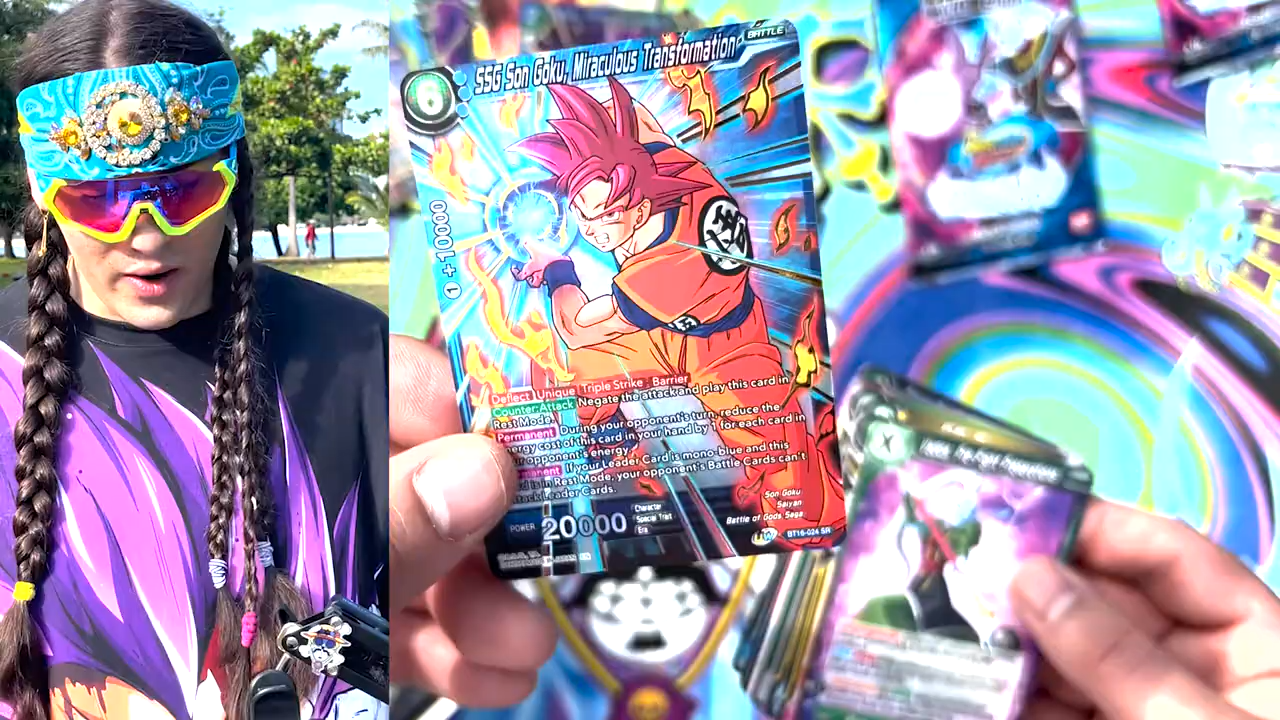 BATTLE
SSG Son Goku, Miraculous Transformation
6
1 +10000
Deflect Unique Triple Strike Barrier
Counter: Attack Negate the attack and play this card in
Rest Mode.
Permanent During your opponent's turn, reduce the
energy cost of this card in your hand by 1 for each card in
your opponent's energy
Permanent If your Leader Card is mono-blue and this
card is in Rest Mode, your opponent's Battle Cards can't
attack Leader Cards.
POWER 20000
Character
Special Trait
Era
Son Goku
Saiyan
Battle of Gods Saga
BT16-024 SR
X